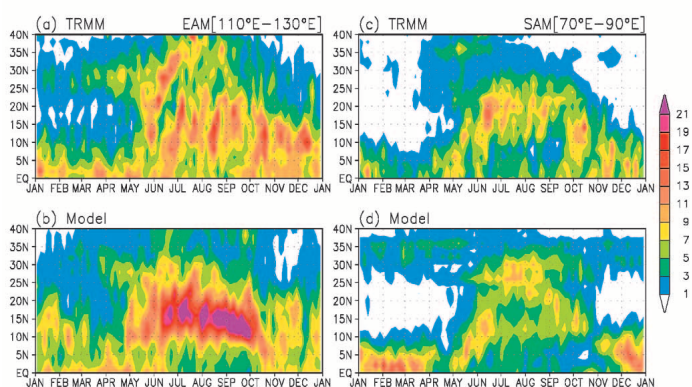 (a) TRMM EAM[110°E−130°E]
40N
35N
30N
25N
20N
15N
10N
5N
EQ
JAN FEB MAR APR MAY JUN JUL AUG SEP OCT NOV DEC JAN
(c) TRMM SAM[70°E−90°E]
40N
35N
30N
25N
20N
15N
10N
5N
EQ
JAN FEB MAR APR MAY JUN JUL AUG SEP OCT NOV DEC JAN
(b) Model
40N
35N
30N
25N
20N
15N
10N
5N
EQ
JAN FEB MAR APR MAY JUN JUL AUG SEP OCT NOV DEC JAN
(d) Model
40N
35N
30N
25N
20N
15N
10N
5N
EQ
JAN FEB MAR APR MAY JUN JUL AUG SEP OCT NOV DEC JAN
21
19
17
15
13
11
9
7
5
3
1